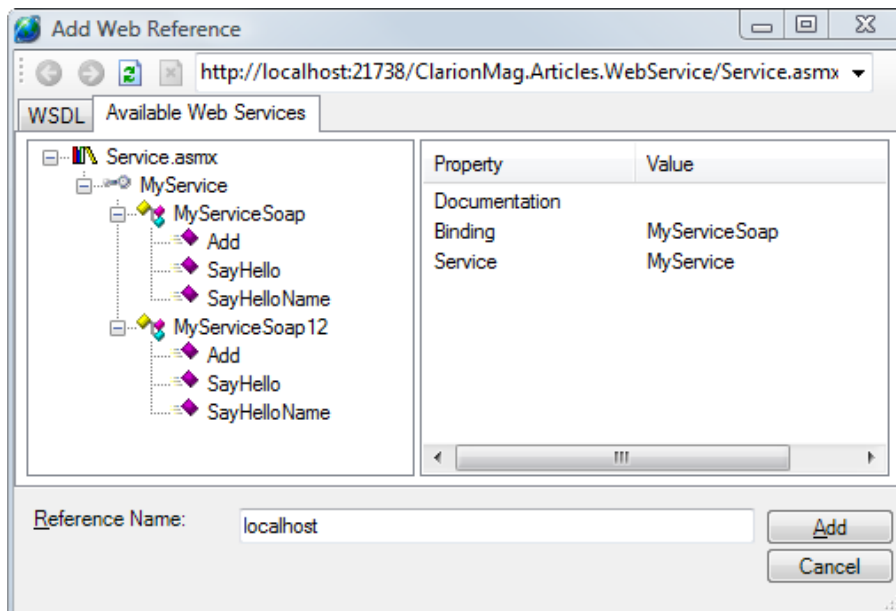 Add Web Reference
http://localhost:21738/ClarionMag.Articles.WebService/Service.asmx
WSDL
Available Web Services
Service.asmx
MyService
MyServiceSoap
Add
SayHello
SayHelloName
MyServiceSoap12
Add
SayHello
SayHelloName
Property Value
Documentation
Binding MyServiceSoap
Service MyService
Reference Name: localhost
Add
Cancel